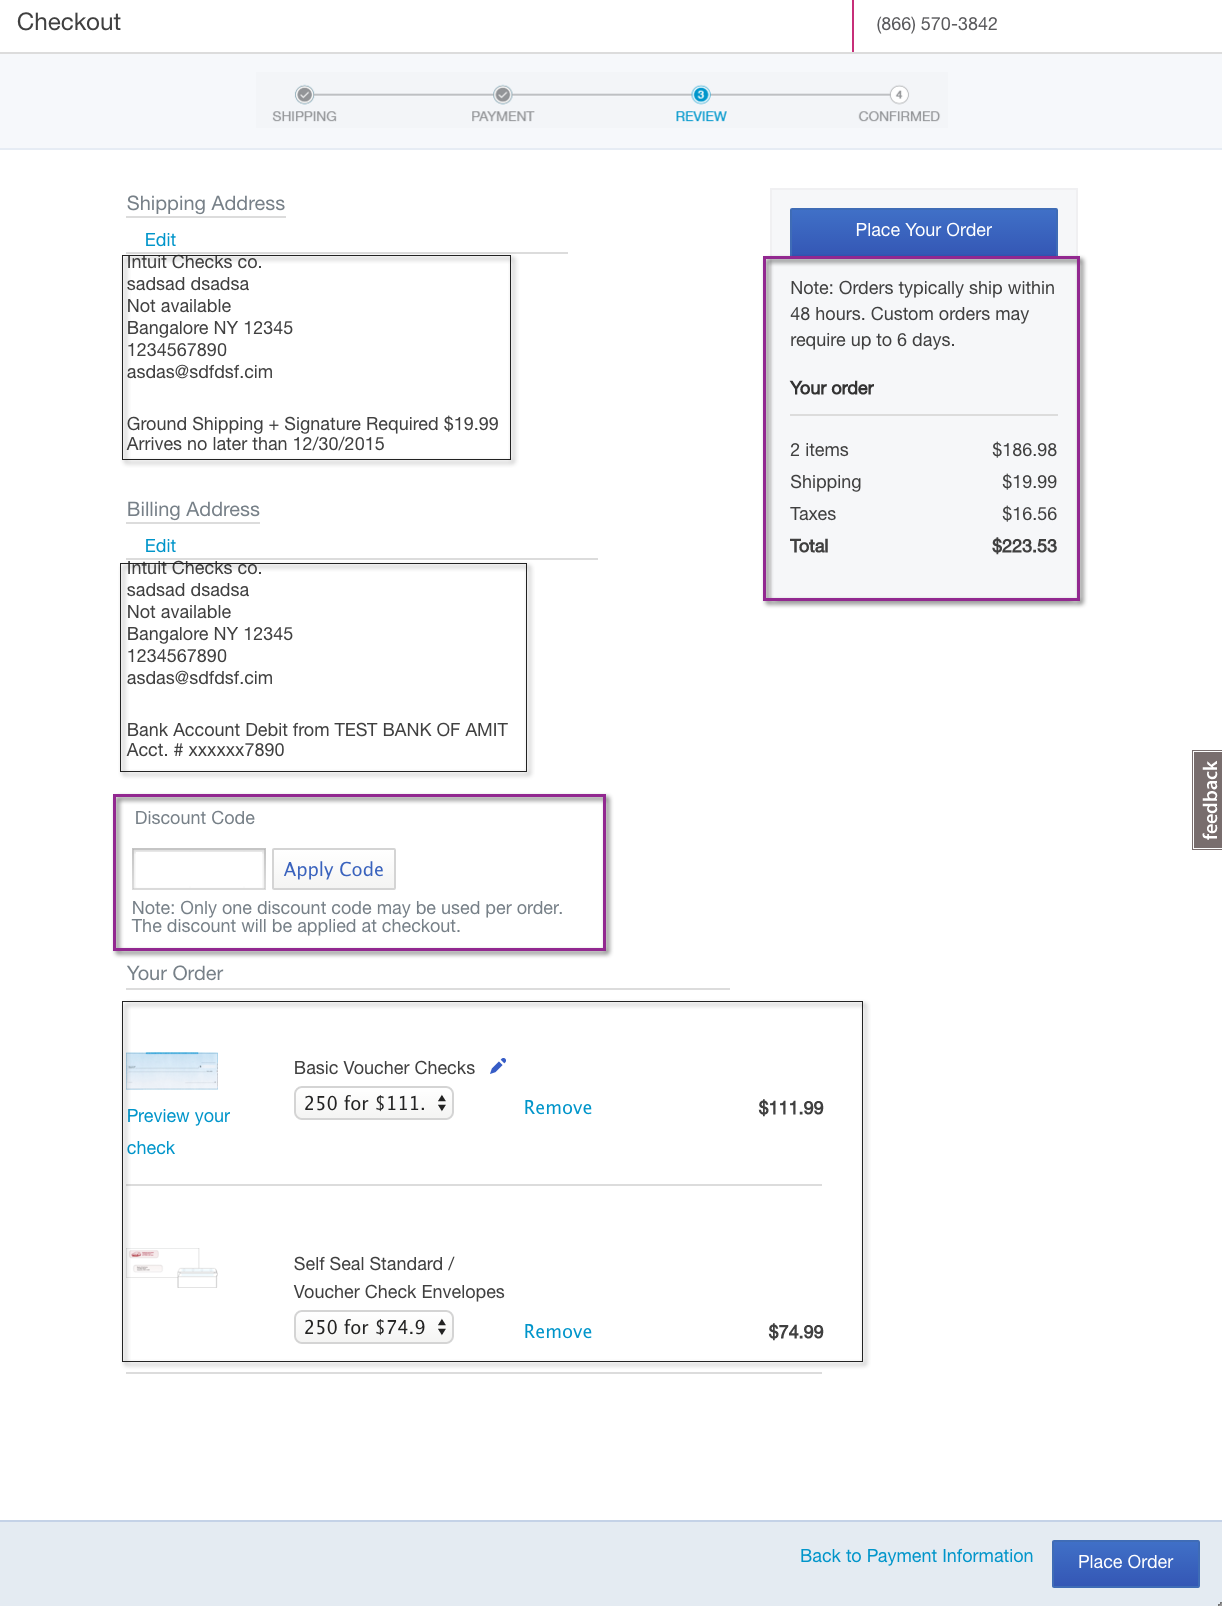 Checkout
(866) 570-3842
3
4
SHIPPING
PAYMENT
REVIEW
CONFIRMED
Shipping Address
Edit
Intuit Checks co.
sadsad dsadsa
Not available
Bangalore NY 12345
1234567890
asdas@sdfdsf.cim
Ground Shipping + Signature Required $19.99
Arrives no later than 12/30/2015
Place Your Order
Note: Orders typically ship within
48 hours. Custom orders may
require up to 6 days.
Your order
2 items $186.98
Shipping $19.99
Taxes $16.56
Total $223.53
Billing Address
Edit
Intuit Checks co.
sadsad dsadsa
Not available
Bangalore NY 12345
1234567890
asdas@sdfdsf.cim
Bank Account Debit from TEST BANK OF AMIT
Acct. # xxxxxx7890
feedback
Discount Code
Apply Code
Note: Only one discount code may be used per order.
The discount will be applied at checkout.
Your Order
Basic Voucher Checks
250 for $111.
Remove
$111.99
Preview your
check
Self Seal Standard /
Voucher Check Envelopes
250 for $74.9
Remove
$74.99
Back to Payment Information
Place Order